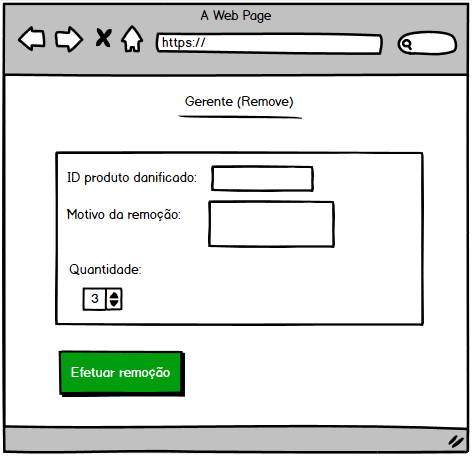 A Web Page
https://
Gerente (Remove)
ID produto danificado:
Motivo da remoção:
Quantidade:
3
Efetuar remoção